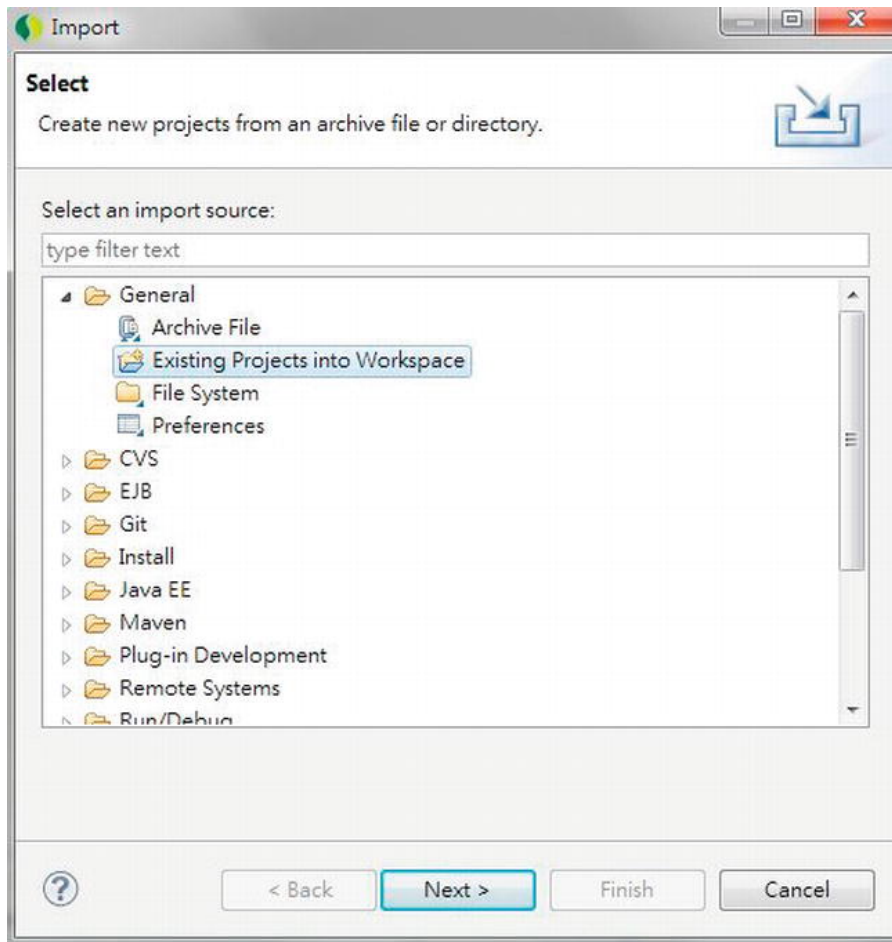 Import
Select
Create new projects from an archive file or directory.
Select an import source:
type filter text
General
Archive File
Existing Projects into Workspace
File System
Preferences
CVS
EJB
Git
Install
Java EE
Maven
Plug-in Development
Remote Systems
Run/Debug
?
< Back Next > Finish Cancel